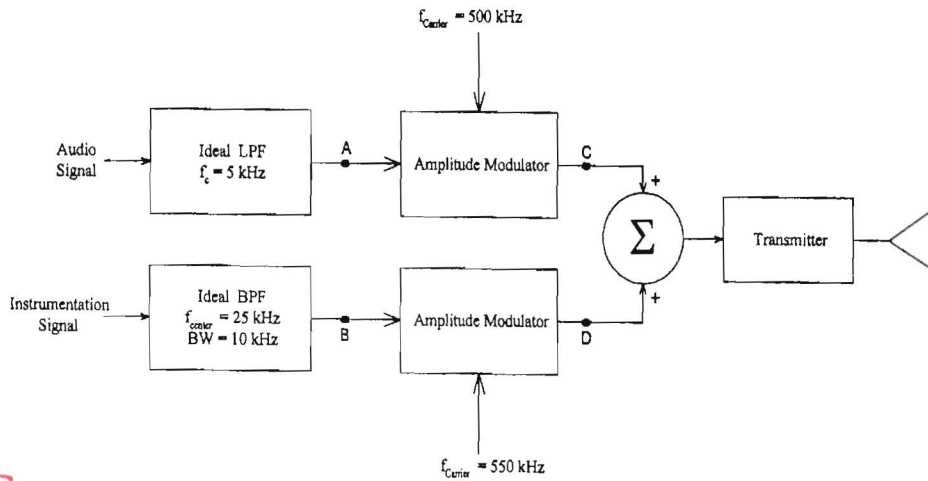 f_Carrier = 500 kHz
Audio
Signal
Ideal LPF
f_c = 5 kHz
A
Amplitude Modulator
C
+
Σ
Transmitter
Instrumentation
Signal
Ideal BPF
f_center = 25 kHz
BW = 10 kHz
B
Amplitude Modulator
D
+
f_Carrier = 550 kHz